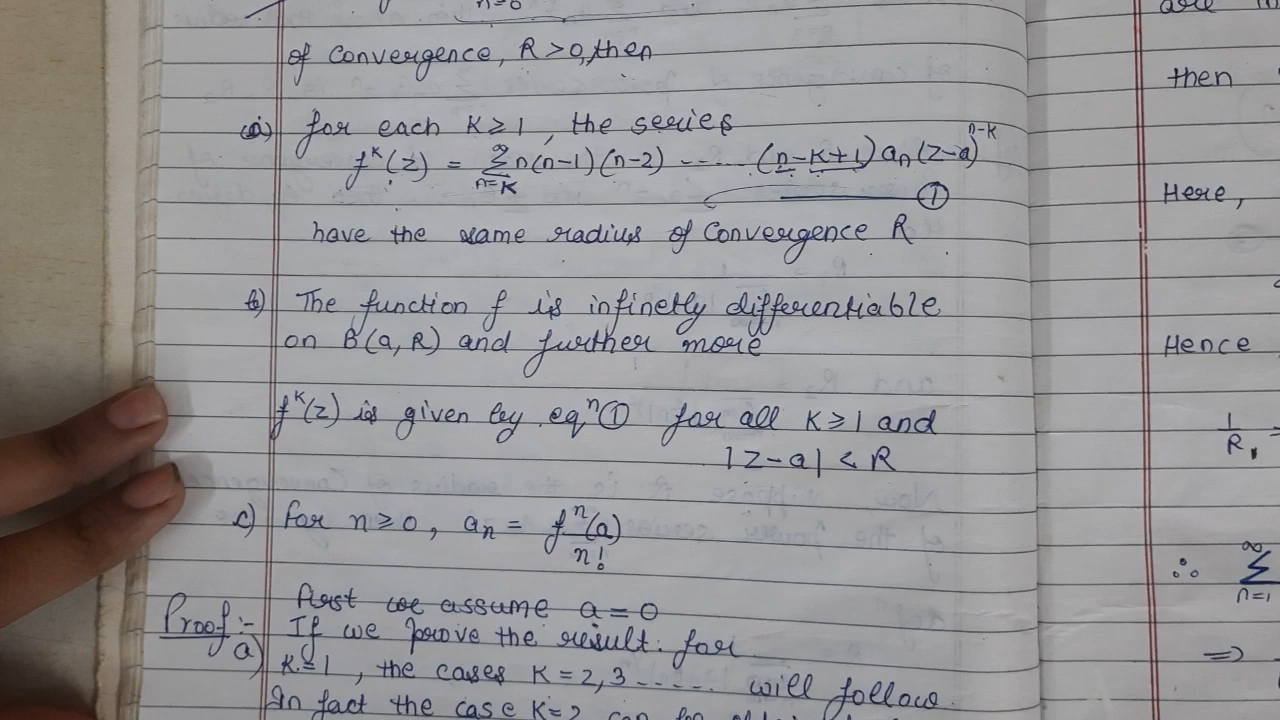 n=0
of Convergence, R>0, then
(a) for each K≥1, the series
f^K(z) = ∞ Σ n=K n(n-1)(n-2) ------ (n-K+1) a_n (z-a)^n-K
①
have the same radius of Convergence R
b) The function f is infinetly differentiable
on B(a,R) and further more
f^K(z) is given by eqⁿ ① for all K≥1 and
|z-a| < R
c) for n≥0, a_n = f^n(a) / n!
first we assume a=0
Proof:- If we prove the result. for
a) K=1, the cases K=2,3------ will follow.
In fact the case K=2 can
then
Here,
Hence
1/R,
∴ ∞ Σ n=1
⇒